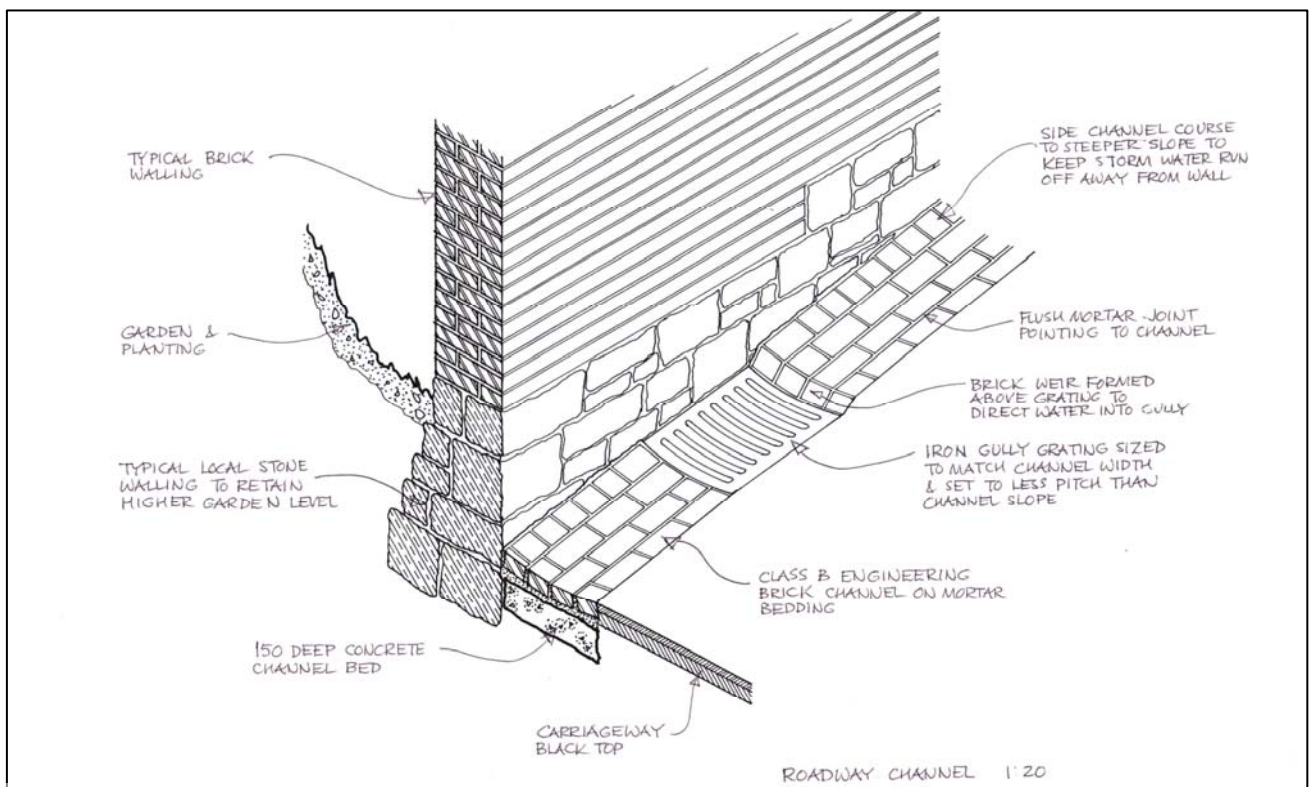 TYPICAL BRICK
WALLING
GARDEN &
PLANTING
TYPICAL LOCAL STONE
WALLING TO RETAIN
HIGHER GARDEN LEVEL
150 DEEP CONCRETE
CHANNEL BED
CARRIAGEWAY
BLACK TOP
SIDE CHANNEL COURSE
TO STEEPER SLOPE TO
KEEP STORM WATER RUN
OFF AWAY FROM WALL
FLUSH MORTAR JOINT
POINTING TO CHANNEL
BRICK WEIR FORMED
ABOVE GRATING TO
DIRECT WATER INTO GULLY
IRON GULLY GRATING SIZED
TO MATCH CHANNEL WIDTH
& SET TO LESS PITCH THAN
CHANNEL SLOPE
CLASS B ENGINEERING
BRICK CHANNEL ON MORTAR
BEDDING
ROADWAY CHANNEL 1:20